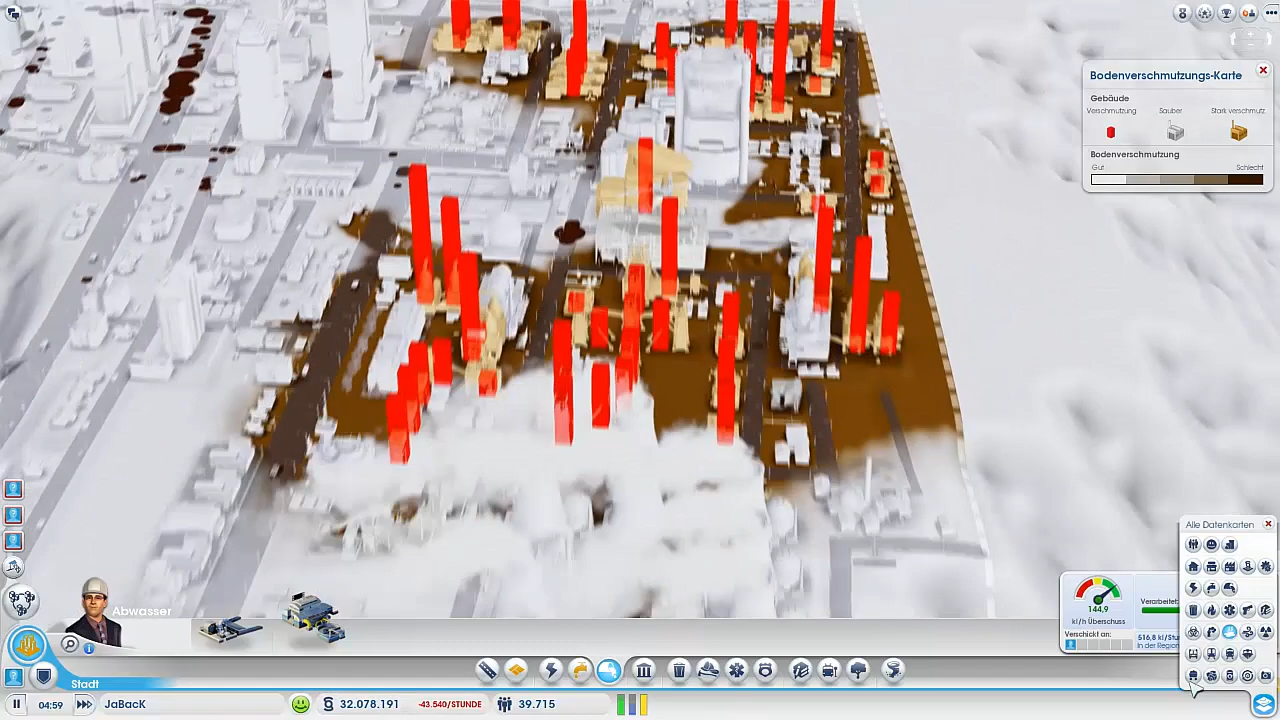 Bodenverschmutzungs-Karte
Gebäude
Verschmutzung Sauber Stark verschmutz.
Bodenverschmutzung
Gut Schlecht
Alle Datenkarten
Abwasser
144,9
kl/h Überschuss
Verarbeitet:
Verschickt an:
516,8 kl/Stu
in der Region
Stadt
04:59 JaBacK 32.078.191 -43.540/STUNDE 39.715